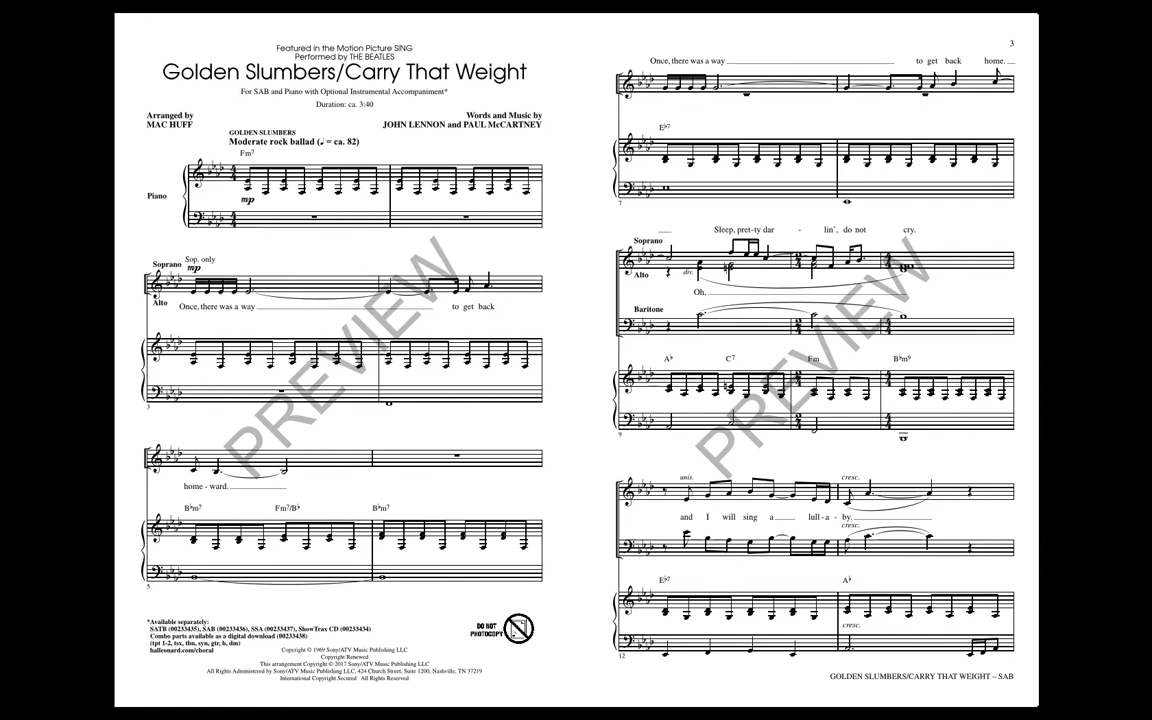 Featured in the Motion Picture SING
Performed by THE BEATLES
Golden Slumbers/Carry That Weight
For SAB and Piano with Optional Instrumental Accompaniment*
Duration: ca. 3:40
Arranged by
MAC HUFF
Words and Music by
JOHN LENNON and PAUL McCARTNEY
GOLDEN SLUMBERS
Moderate rock ballad (♩ = ca. 82)
Fm7
Piano
mp
Sop. only
Soprano
mp
Alto
Once, there was a way to get back
3
home - ward.
B♭m7 Fm7/B♭ B♭m7
5
PREVIEW
*Available separately:
SATB (00233435), SAB (00233436), SSA (00233437), ShowTrax CD (00233434)
Combo parts available as a digital download (00233438)
(tpt 1-2, tsx, tbn, syn, gtr, b, dm)
halleonard.com/choral
DO NOT
PHOTOCOPY
Copyright © 1969 Sony/ATV Music Publishing LLC
Copyright Renewed
This arrangement Copyright © 2017 Sony/ATV Music Publishing LLC
All Rights Administered by Sony/ATV Music Publishing LLC, 424 Church Street, Suite 1200, Nashville, TN 37219
International Copyright Secured All Rights Reserved
3
Once, there was a way to get back home.
E♭7
7
Sleep, pret-ty dar - lin', do not cry.
Soprano
div.
Alto
Oh,
Baritone
A♭ C7 Fm B♭m9
9
unis. cresc.
and I will sing a lull - a - by.
cresc.
E♭7 A♭
cresc.
12
PREVIEW
GOLDEN SLUMBERS/CARRY THAT WEIGHT – SAB